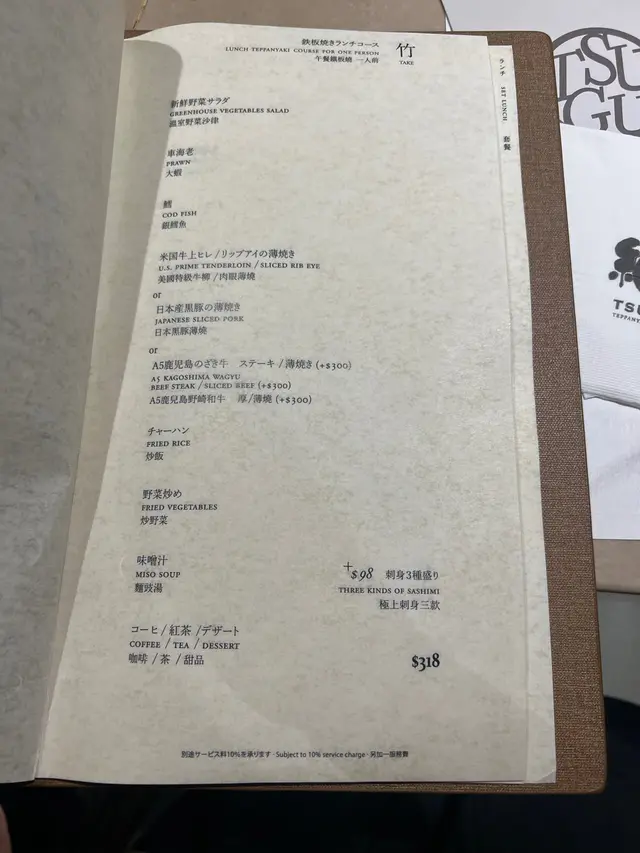 鉄板焼きランチコース
LUNCH TEPPANYAKI COURSE FOR ONE PERSON
午餐鐵板燒 一人前
竹
TAKE
ランチ SET LUNCH 套餐
新鮮野菜サラダ
GREENHOUSE VEGETABLES SALAD
溫室野菜沙律
車海老
PRAWN
大蝦
鱈
COD FISH
銀鱈魚
米国牛上ヒレ/リップアイの薄焼き
U.S. PRIME TENDERLOIN / SLICED RIB EYE
美國特級牛柳/肉眼薄燒
or
日本産黒豚の薄焼き
JAPANESE SLICED PORK
日本黑豚薄燒
or
A5鹿児島のざき牛 ステーキ/薄焼き (+$300)
A5 KAGOSHIMA WAGYU
BEEF STEAK / SLICED BEEF (+$300)
A5鹿兒島野崎和牛 厚/薄燒 (+$300)
チャーハン
FRIED RICE
炒飯
野菜炒め
FRIED VEGETABLES
炒野菜
味噌汁
MISO SOUP
麵豉湯
+$98 刺身3種盛り
THREE KINDS OF SASHIMI
極上刺身三款
コーヒ/紅茶/デザート
COFFEE / TEA / DESSERT
咖啡/茶/甜品
$318
別途サービス料10%を承ります · Subject to 10% service charge · 另加一服務費
TSU
GU
TSU
TEPPANY